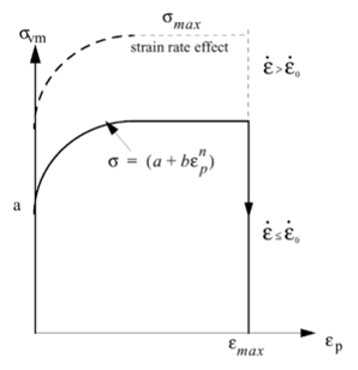 σvm
σmax
strain rate effect
ε̇>ε̇₀
σ = (a + bεₚⁿ)
a
ε̇≤ε̇₀
εmax
εp